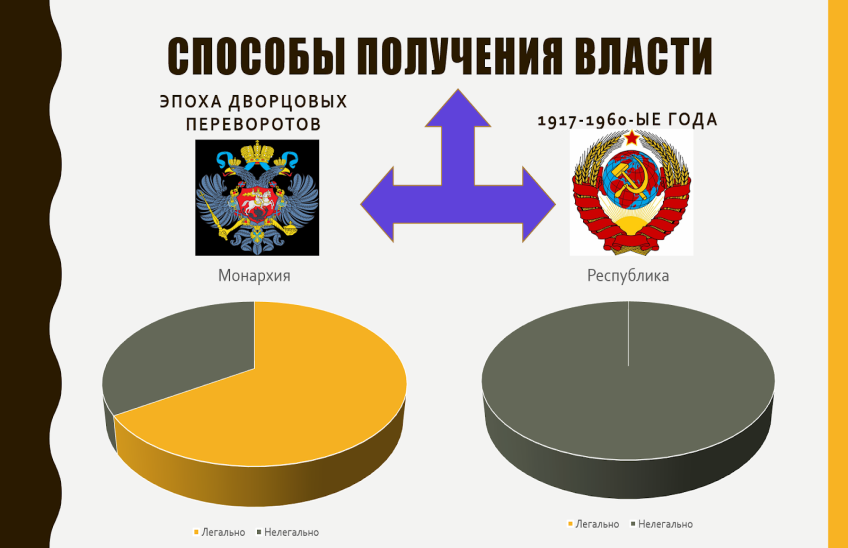 СПОСОБЫ ПОЛУЧЕНИЯ ВЛАСТИ
ЭПОХА ДВОРЦОВЫХ
ПЕРЕВОРОТОВ
1917-1960-ЫЕ ГОДА
Монархия
Республика
Легально Нелегально
Легально Нелегально